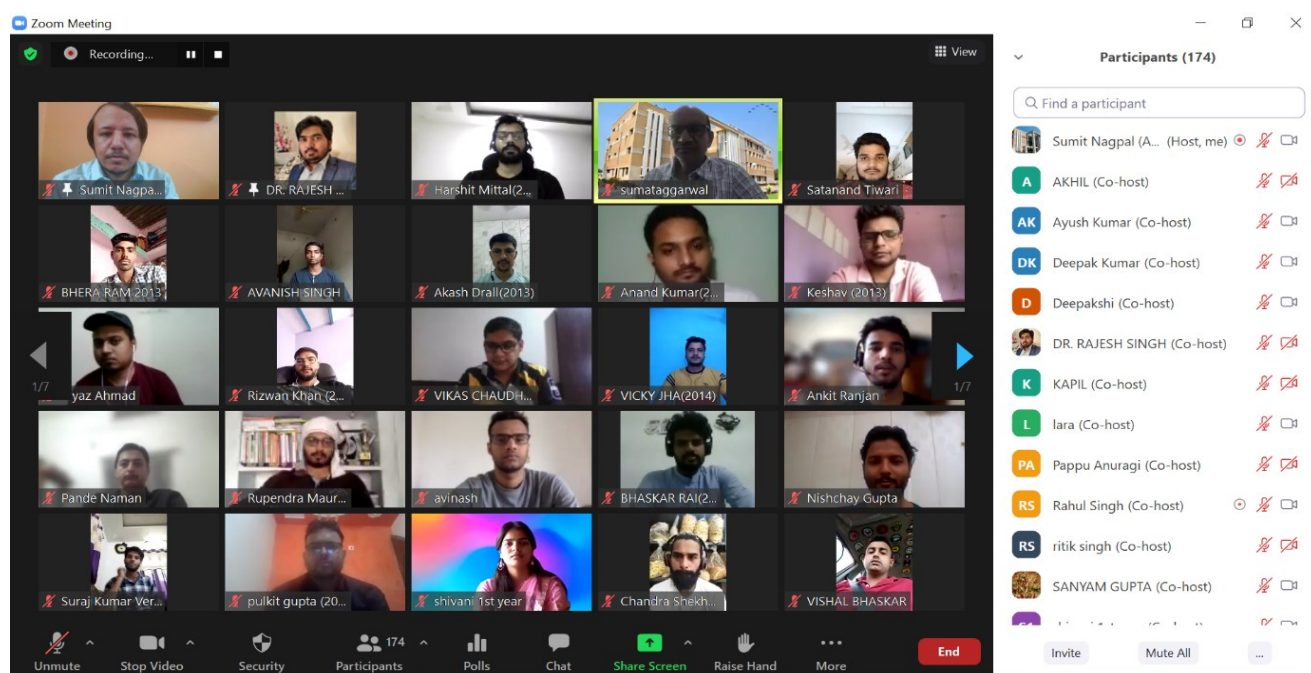 Zoom Meeting
Recording...
View
Sumit Nagpa...
DR. RAJESH ...
Harshit Mittal(2...
sumataggarwal
Satanand Tiwari
BHERA RAM 2013
AVANISH SINGH
Akash Drall(2013)
Anand Kumar(2...
Keshav (2013)
1/7
yaz Ahmad
Rizwan Khan (2...
VIKAS CHAUDH...
VICKY JHA(2014)
Ankit Ranjan
1/7
Pande Naman
Rupendra Maur...
avinash
BHASKAR RAI(2...
Nishchay Gupta
Suraj Kumar Ver...
pulkit gupta (20...
shivani 1st year
Chandra Shekh...
VISHAL BHASKAR
Unmute
Stop Video
Security
174
Participants
Polls
Chat
Share Screen
Raise Hand
More
End
Participants (174)
Find a participant
Sumit Nagpal (A... (Host, me)
A AKHIL (Co-host)
AK Ayush Kumar (Co-host)
DK Deepak Kumar (Co-host)
D Deepakshi (Co-host)
DR. RAJESH SINGH (Co-host)
K KAPIL (Co-host)
L lara (Co-host)
PA Pappu Anuragi (Co-host)
RS Rahul Singh (Co-host)
RS ritik singh (Co-host)
SANYAM GUPTA (Co-host)
Invite
Mute All
...